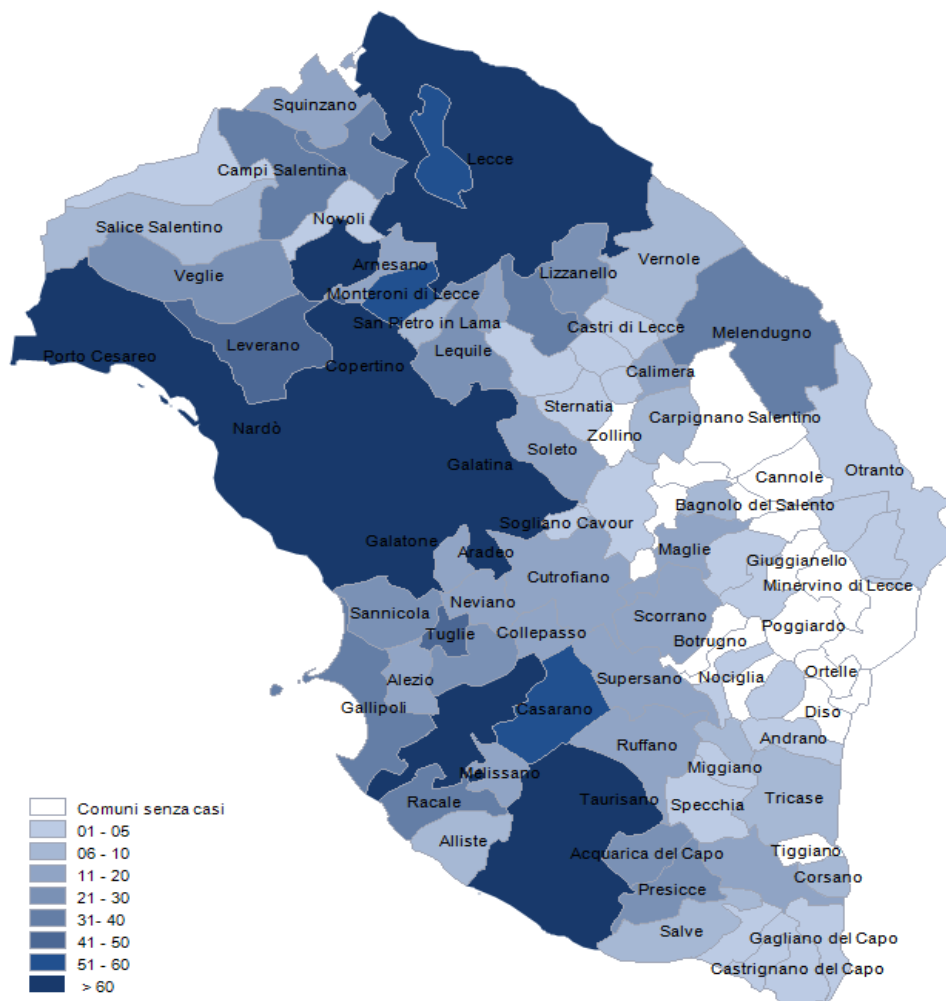 Squinzano
Lecce
Campi Salentina
Novoli
Salice Salentino
Arnesano
Vernole
Veglie
Lizzanello
Monteroni di Lecce
San Pietro in Lama
Castri di Lecce
Melendugno
Leverano
Lequile
Porto Cesareo
Copertino
Calimera
Sternatia
Carpignano Salentino
Nardò
Zollino
Soleto
Galatina
Otranto
Cannole
Bagnolo del Salento
Sogliano Cavour
Galatone
Aradeo
Maglie
Giuggianello
Cutrofiano
Minervino di Lecce
Neviano
Sannicola
Scorrano
Poggiardo
Tuglie
Collepasso
Botrugno
Ortelle
Nociglia
Alezio
Supersano
Gallipoli
Casarano
Diso
Andrano
Ruffano
Miggiano
Melissano
Racale
Taurisano
Specchia
Tricase
Alliste
Acquarica del Capo
Tiggiano
Corsano
Presicce
Salve
Gagliano del Capo
Castrignano del Capo
Comuni senza casi
01 - 05
06 - 10
11 - 20
21 - 30
31- 40
41 - 50
51 - 60
> 60